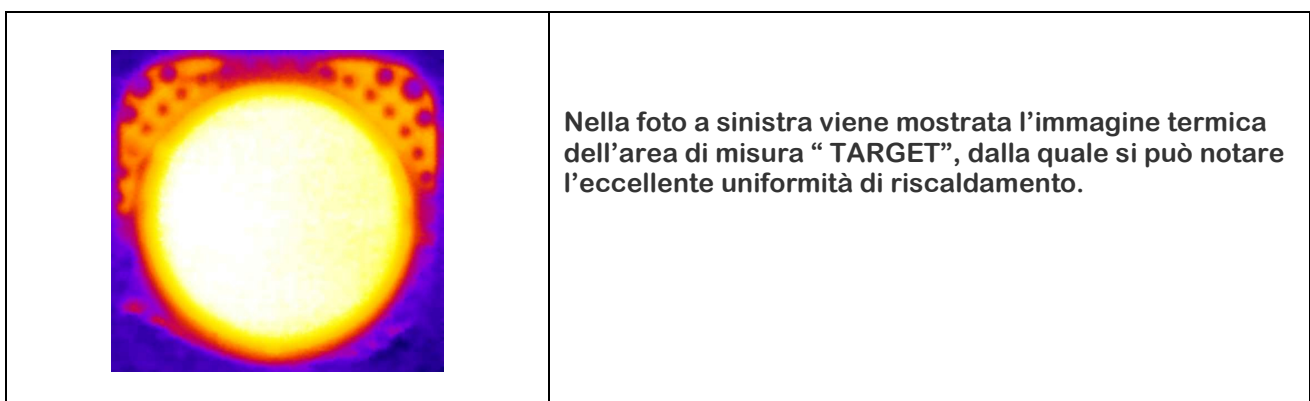 Nella foto a sinistra viene mostrata l’immagine termica
dell’area di misura “ TARGET”, dalla quale si può notare
l’eccellente uniformità di riscaldamento.